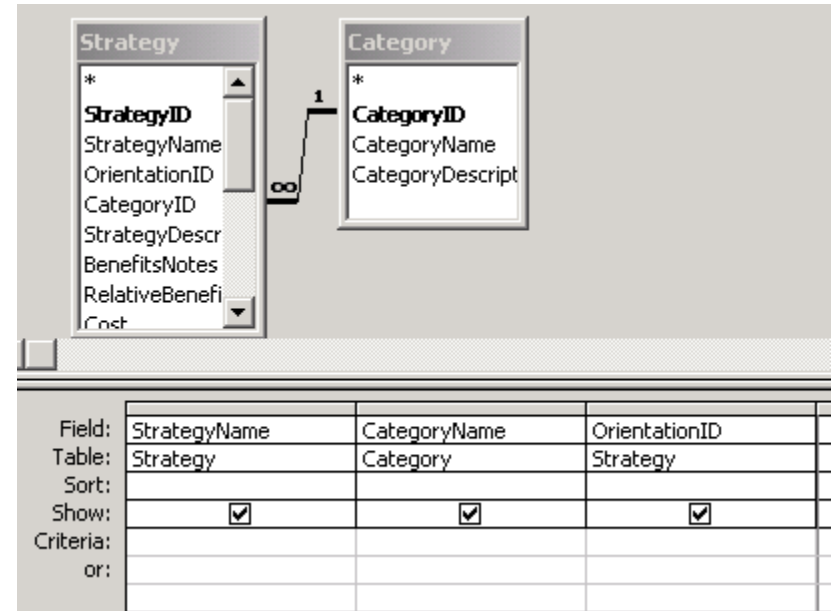 Strategy
*
StrategyID
StrategyName
OrientationID
CategoryID
StrategyDescr
BenefitsNotes
RelativeBenefi
Cost
1
∞
Category
*
CategoryID
CategoryName
CategoryDescript
Field: StrategyName CategoryName OrientationID
Table: Strategy Category Strategy
Sort:
Show:
Criteria:
or: